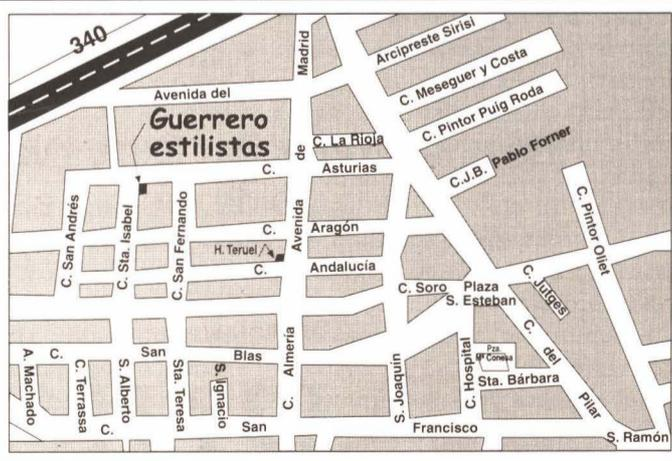 340
Madrid
Arcipreste Sirisi
C. Meseguer y Costa
Avenida del
C. Pintor Puig Roda
Guerrero
estilistas
C. La Rioja
de
C.J.B. Pablo Forner
C. Asturias
C. San Andrés
C. Sta. Isabel
C. San Fernando
Avenida
C. Aragón
C. Pintor Oliet
H. Teruel
C. Andalucía
C. Soro
Plaza
S. Esteban
C. Jutges
C. del Pilar
C. San Blas
C. Almería
A. Machado
C. Terrassa
S. Alberto
Sta. Teresa
S. Ignacio
S. Joaquin
C. Hospital
Pza.
Mª Conesa
Sta. Bárbara
C. San Francisco
S. Ramón